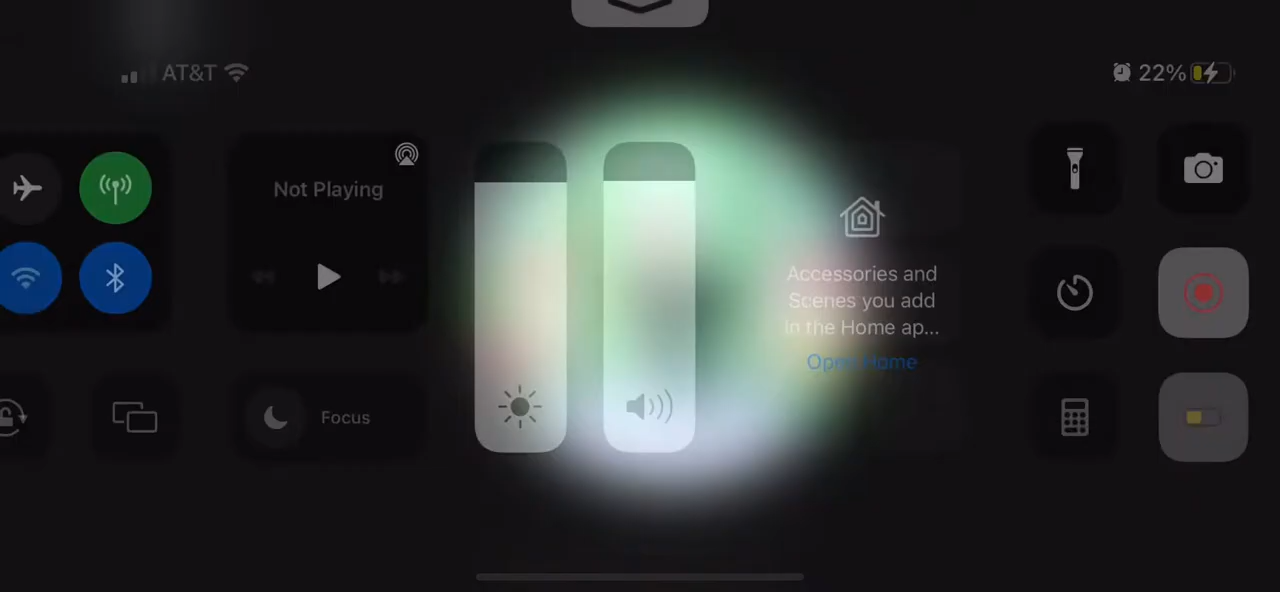 AT&T
22%
Not Playing
Accessories and
Scenes you add
in the Home ap...
Open Home
Focus